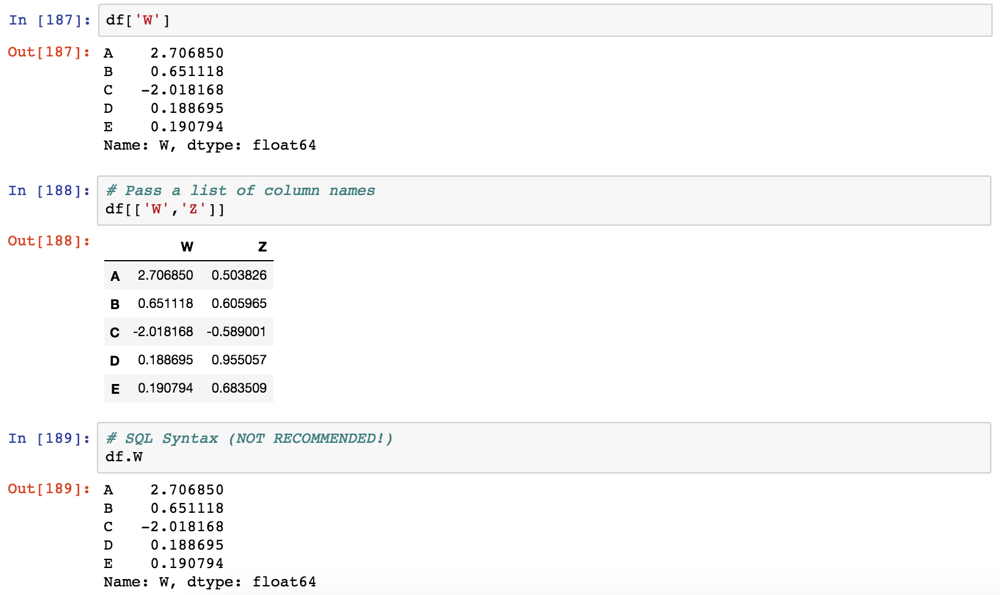 In [187]: df['W']
Out[187]: A    2.706850
B    0.651118
C   -2.018168
D    0.188695
E    0.190794
Name: W, dtype: float64
In [188]: # Pass a list of column names
df[['W','Z']]
Out[188]:
W Z
A 2.706850 0.503826
B 0.651118 0.605965
C -2.018168 -0.589001
D 0.188695 0.955057
E 0.190794 0.683509
In [189]: # SQL Syntax (NOT RECOMMENDED!)
df.W
Out[189]: A    2.706850
B    0.651118
C   -2.018168
D    0.188695
E    0.190794
Name: W, dtype: float64